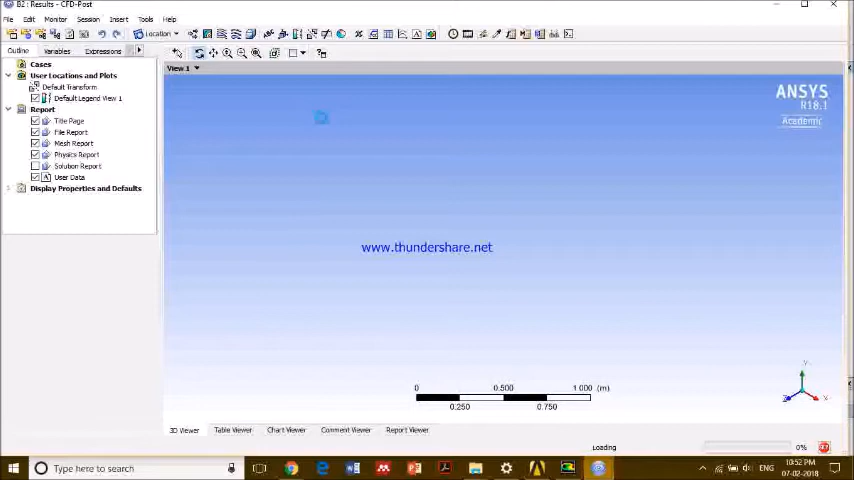 B2 : Results - CFD-Post
File Edit Monitor Session Insert Tools Help
Location
Outline Variables Expressions
View 1
Cases
User Locations and Plots
Default Transform
Default Legend View 1
Report
Title Page
File Report
Mesh Report
Physics Report
Solution Report
User Data
Display Properties and Defaults
ANSYS
R18.1
Academic
www.thundershare.net
0 0.500 1.000 (m)
0.250 0.750
Y
Z X
3D Viewer Table Viewer Chart Viewer Comment Viewer Report Viewer
Loading 0%
Type here to search
ENG
10:52 PM
07-02-2018